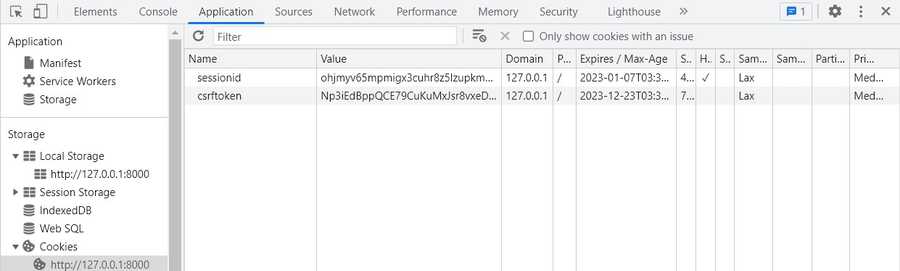 Elements Console Application Sources Network Performance Memory Security Lighthouse » 1
Application
Manifest
Service Workers
Storage
Storage
Local Storage
http://127.0.0.1:8000
Session Storage
IndexedDB
Web SQL
Cookies
http://127.0.0.1:8000
Filter Only show cookies with an issue
Name Value Domain P... Expires / Max-Age S.. H. S.. Sam... Sam... Parti... Pri...
sessionid ohjmyv65mpmigx3cuhr8z5lzupkm... 127.0.0.1 / 2023-01-07T03:3... 4... ✓ Lax Med...
csrftoken Np3iEdBppQCE79CuKuMxJsr8vxeD... 127.0.0.1 / 2023-12-23T03:3... 7... Lax Med...